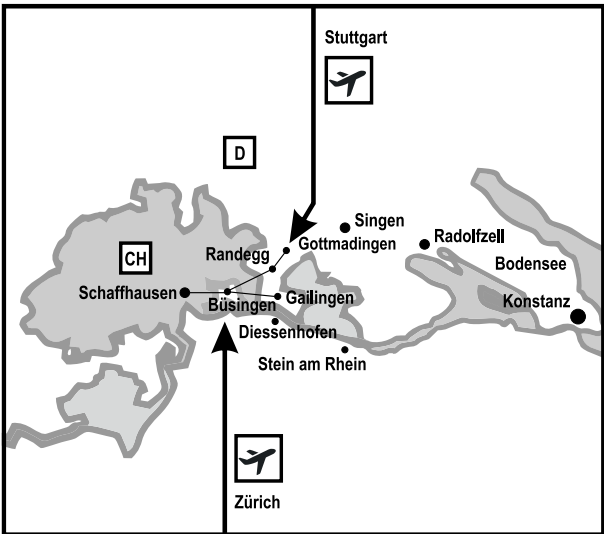 Stuttgart
D
Singen
Gottmadingen
Radolfzell
Randegg
CH
Bodensee
Schaffhausen
Gailingen
Büsingen
Konstanz
Diessenhofen
Stein am Rhein
Zürich